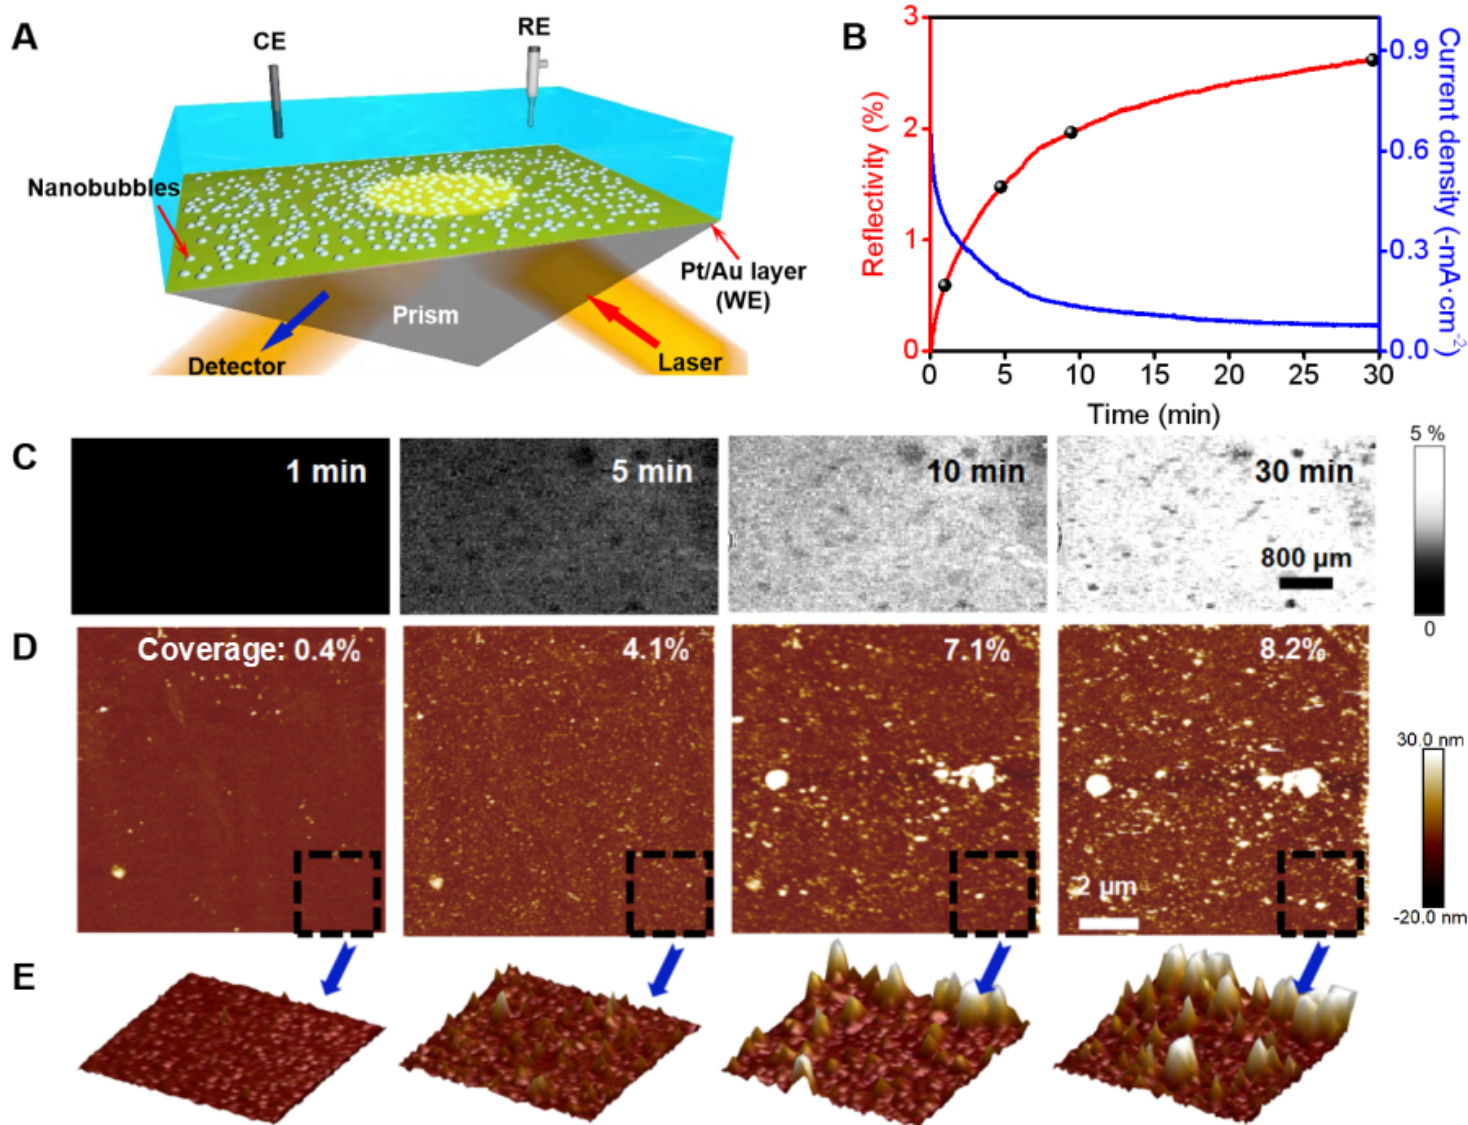 A
CE
RE
Nanobubbles
Pt/Au layer
(WE)
Prism
Detector
Laser
B
3
2
1
0
Reflectivity (%)
0.9
0.6
0.3
0.0
Current density (-mA·cm⁻²)
0 5 10 15 20 25 30
Time (min)
C
1 min
5 min
10 min
30 min
800 µm
5 %
0
D
Coverage: 0.4%
4.1%
7.1%
8.2%
2 µm
30.0 nm
-20.0 nm
E